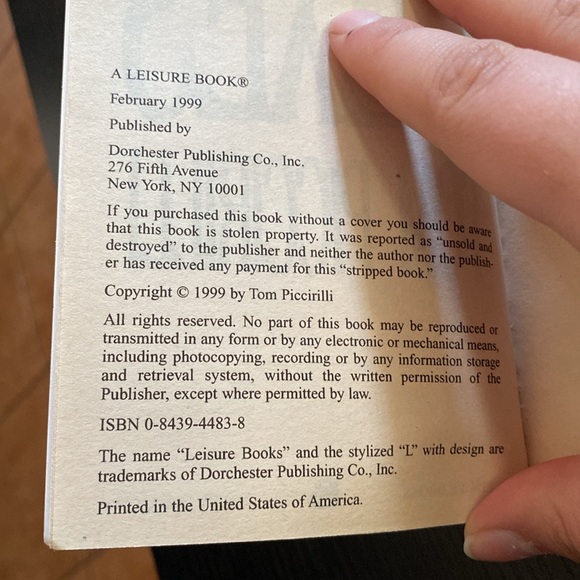 A LEISURE BOOK®
February 1999
Published by
Dorchester Publishing Co., Inc.
276 Fifth Avenue
New York, NY 10001
If you purchased this book without a cover you should be aware
that this book is stolen property. It was reported as “unsold and
destroyed” to the publisher and neither the author nor the publish-
er has received any payment for this “stripped book.”
Copyright © 1999 by Tom Piccirilli
All rights reserved. No part of this book may be reproduced or
transmitted in any form or by any electronic or mechanical means,
including photocopying, recording or by any information storage
and retrieval system, without the written permission of the
Publisher, except where permitted by law.
ISBN 0-8439-4483-8
The name “Leisure Books” and the stylized “L” with design are
trademarks of Dorchester Publishing Co., Inc.
Printed in the United States of America.